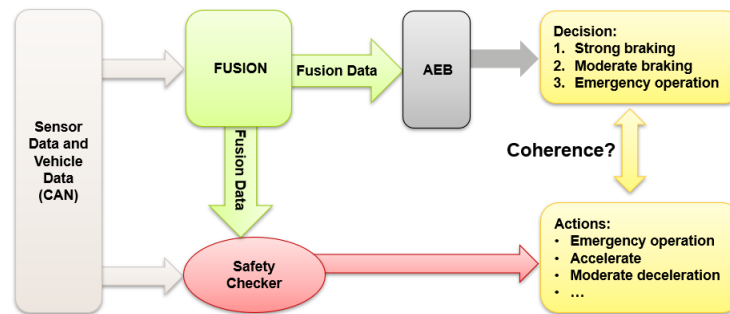 Sensor
Data and
Vehicle
Data
(CAN)
FUSION
Fusion Data
Fusion Data
AEB
Decision:
1. Strong braking
2. Moderate braking
3. Emergency operation
Coherence?
Safety
Checker
Actions:
• Emergency operation
• Accelerate
• Moderate deceleration
• ...